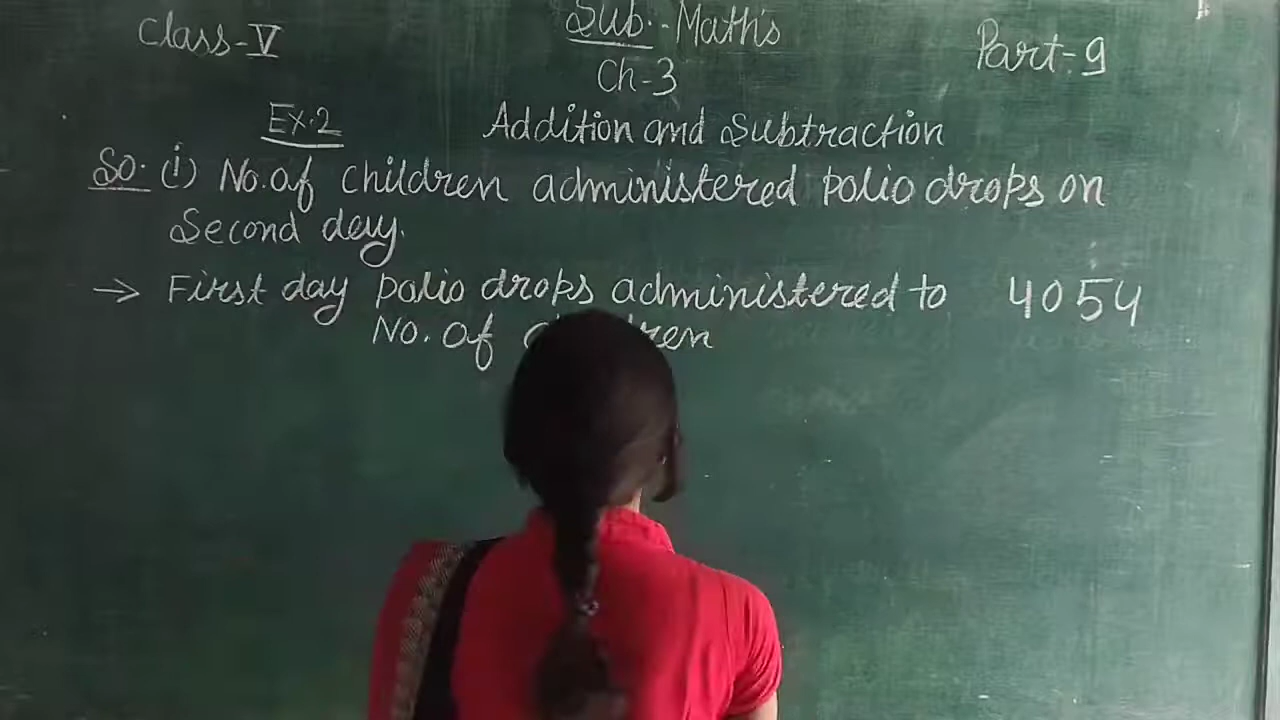 Class-V Sub.-Maths Part-9
Ch-3
Ex.2 Addition and Subtraction
So. (i) No. of children administered polio drops on
Second day.
→ First day polio drops administered to 4054
No. of